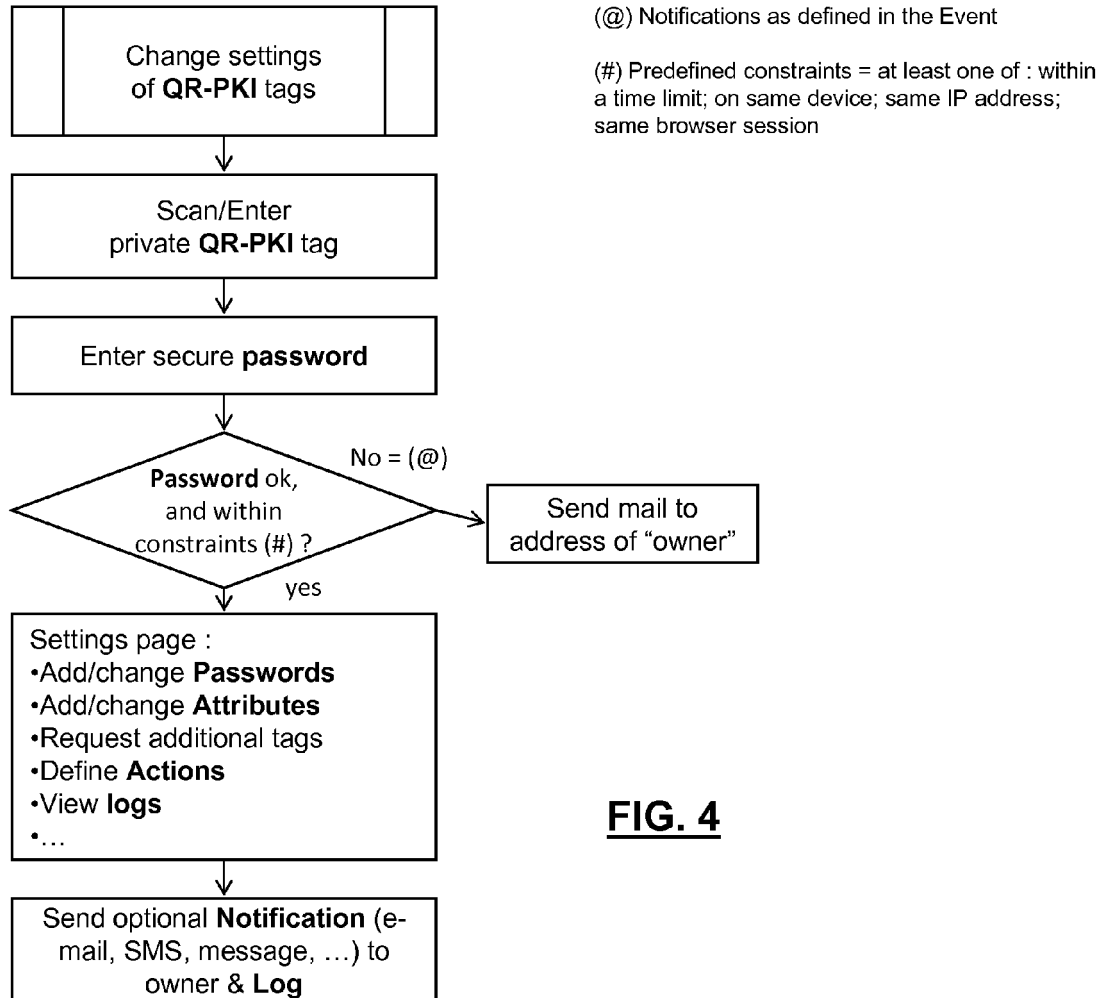 Change settings
of QR-PKI tags
(@) Notifications as defined in the Event
(#) Predefined constraints = at least one of : within
a time limit; on same device; same IP address;
same browser session
Scan/Enter
private QR-PKI tag
Enter secure password
No = (@)
Password ok,
and within
constraints (#) ?
Send mail to
address of “owner”
yes
Settings page :
•Add/change Passwords
•Add/change Attributes
•Request additional tags
•Define Actions
•View logs
•…
FIG. 4
Send optional Notification (e-
mail, SMS, message, …) to
owner & Log